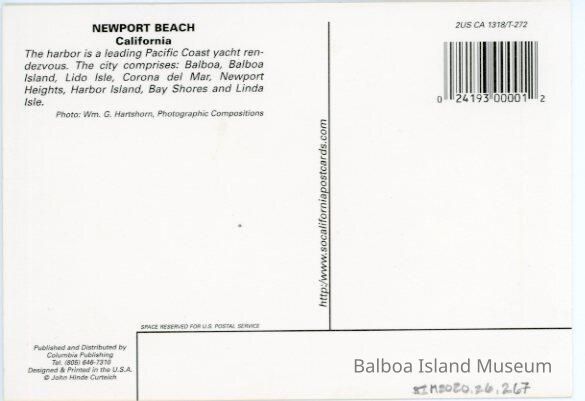 NEWPORT BEACH
California
The harbor is a leading Pacific Coast yacht ren-
dezvous. The city comprises: Balboa, Balboa
Island, Lido Isle, Corona del Mar, Newport
Heights, Harbor Island, Bay Shores and Linda
Isle.
Photo: Wm. G. Hartshorn, Photographic Compositions
2US CA 1318/T-272
0 24193 00001 2
http:/www.socaliforniapostcards.com
SPACE RESERVED FOR U.S. POSTAL SERVICE
Published and Distributed by
Columbia Publishing
Tel. (805) 646-7310
Designed & Printed in the U.S.A.
© John Hinde Curteich
Balboa Island Museum
BIM2020.26.267